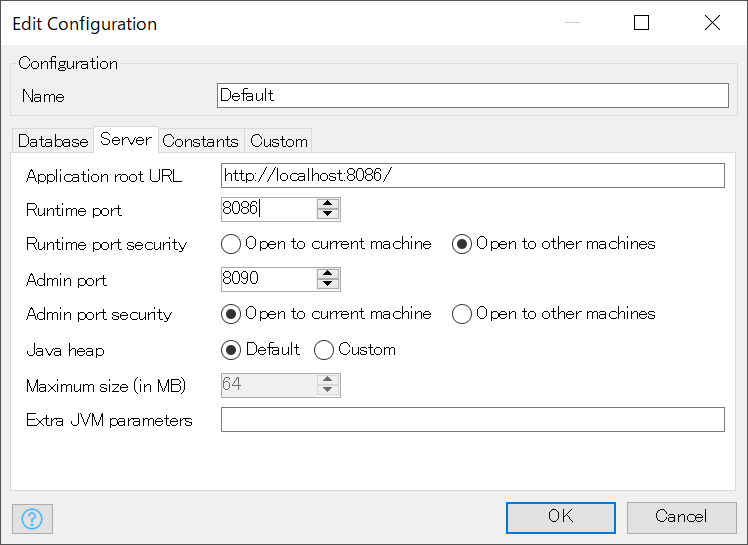 Edit Configuration
Configuration
Name Default
Database Server Constants Custom
Application root URL http://localhost:8086/
Runtime port 8086
Runtime port security Open to current machine Open to other machines
Admin port 8090
Admin port security Open to current machine Open to other machines
Java heap Default Custom
Maximum size (in MB) 64
Extra JVM parameters
? OK Cancel